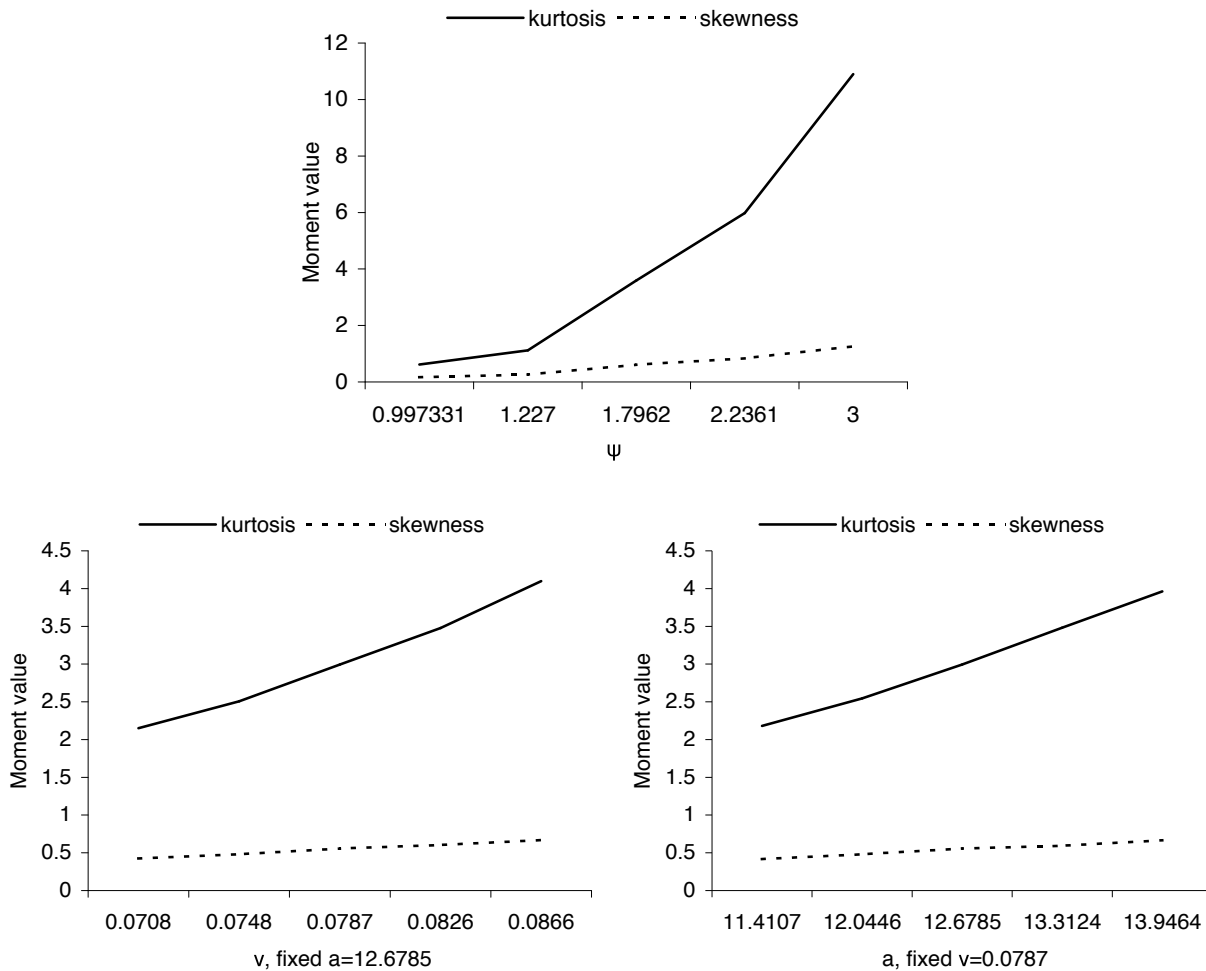 kurtosis skewness
Moment value
12
10
8
6
4
2
0
0.997331 1.227 1.7962 2.2361 3
ψ
kurtosis skewness
Moment value
4.5
4
3.5
3
2.5
2
1.5
1
0.5
0
0.0708 0.0748 0.0787 0.0826 0.0866
v, fixed a=12.6785
kurtosis skewness
Moment value
4.5
4
3.5
3
2.5
2
1.5
1
0.5
0
11.4107 12.0446 12.6785 13.3124 13.9464
a, fixed v=0.0787